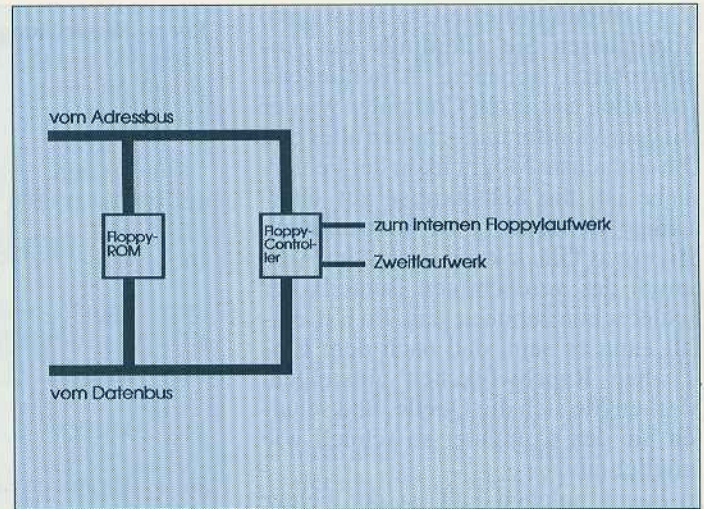 vom Adressbus
Floppy-
ROM
Floppy-
Control-
ler
zum internen Floppylaufwerk
Zweitlaufwerk
vom Datenbus